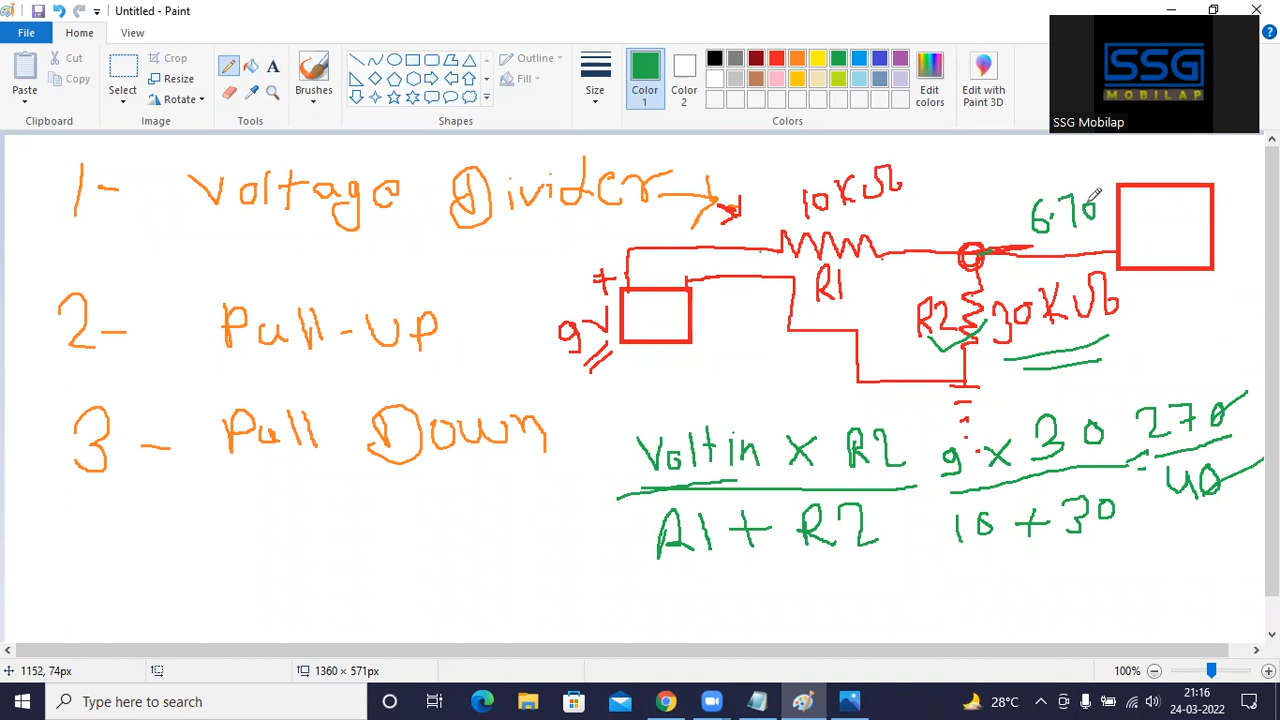 Untitled - Paint
File
Home
View
Paste
Cut
Copy
Clipboard
Select
Crop
Resize
Rotate
Image
A
Tools
Brushes
Outline
Fill
Shapes
Size
Color
1
Color
2
Edit
colors
Edit with
Paint 3D
Colors
SSG
MOBILAP
SSG Mobilap
1- Voltage Divider
2- Pull-Up
3- Pull Down
10KΩ
R1
+
9V
6.70
R2
30KΩ
Voltin X R2
R1 + R2
9 X 30
10 + 30
=
270
40
1152, 74px
1360 × 571px
100%
Type here to search
28°C
21:16
24-03-2022